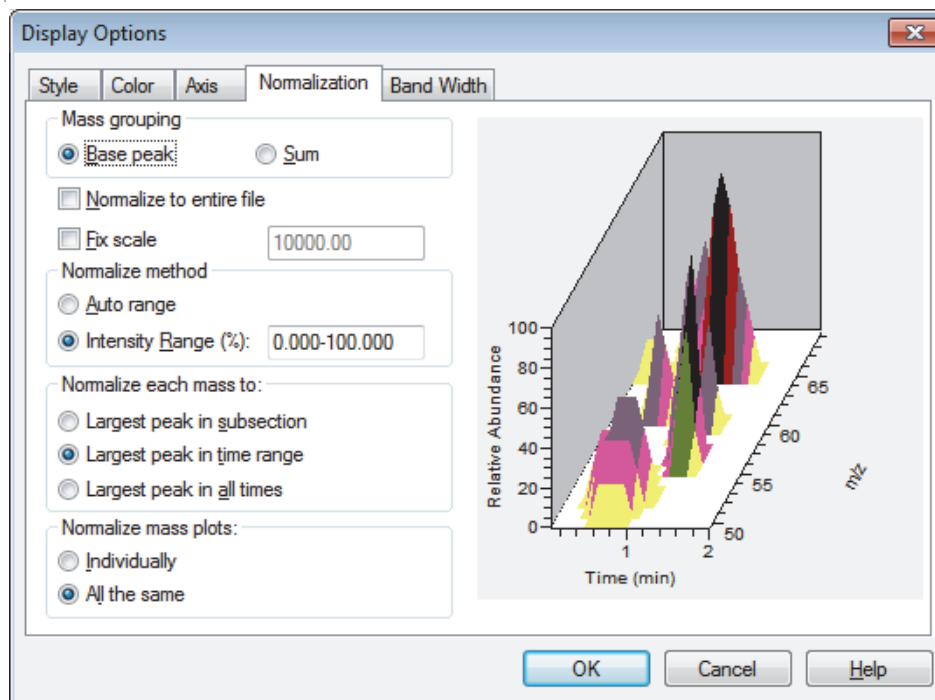 Display Options
Style Color Axis Normalization Band Width
Mass grouping
Base peak Sum
Normalize to entire file
Fix scale 10000.00
Normalize method
Auto range
Intensity Range (%): 0.000-100.000
Normalize each mass to:
Largest peak in subsection
Largest peak in time range
Largest peak in all times
Normalize mass plots:
Individually
All the same
Relative Abundance
100
80
60
40
20
0
1 2
Time (min)
50
55
60
65
m/z
OK Cancel Help